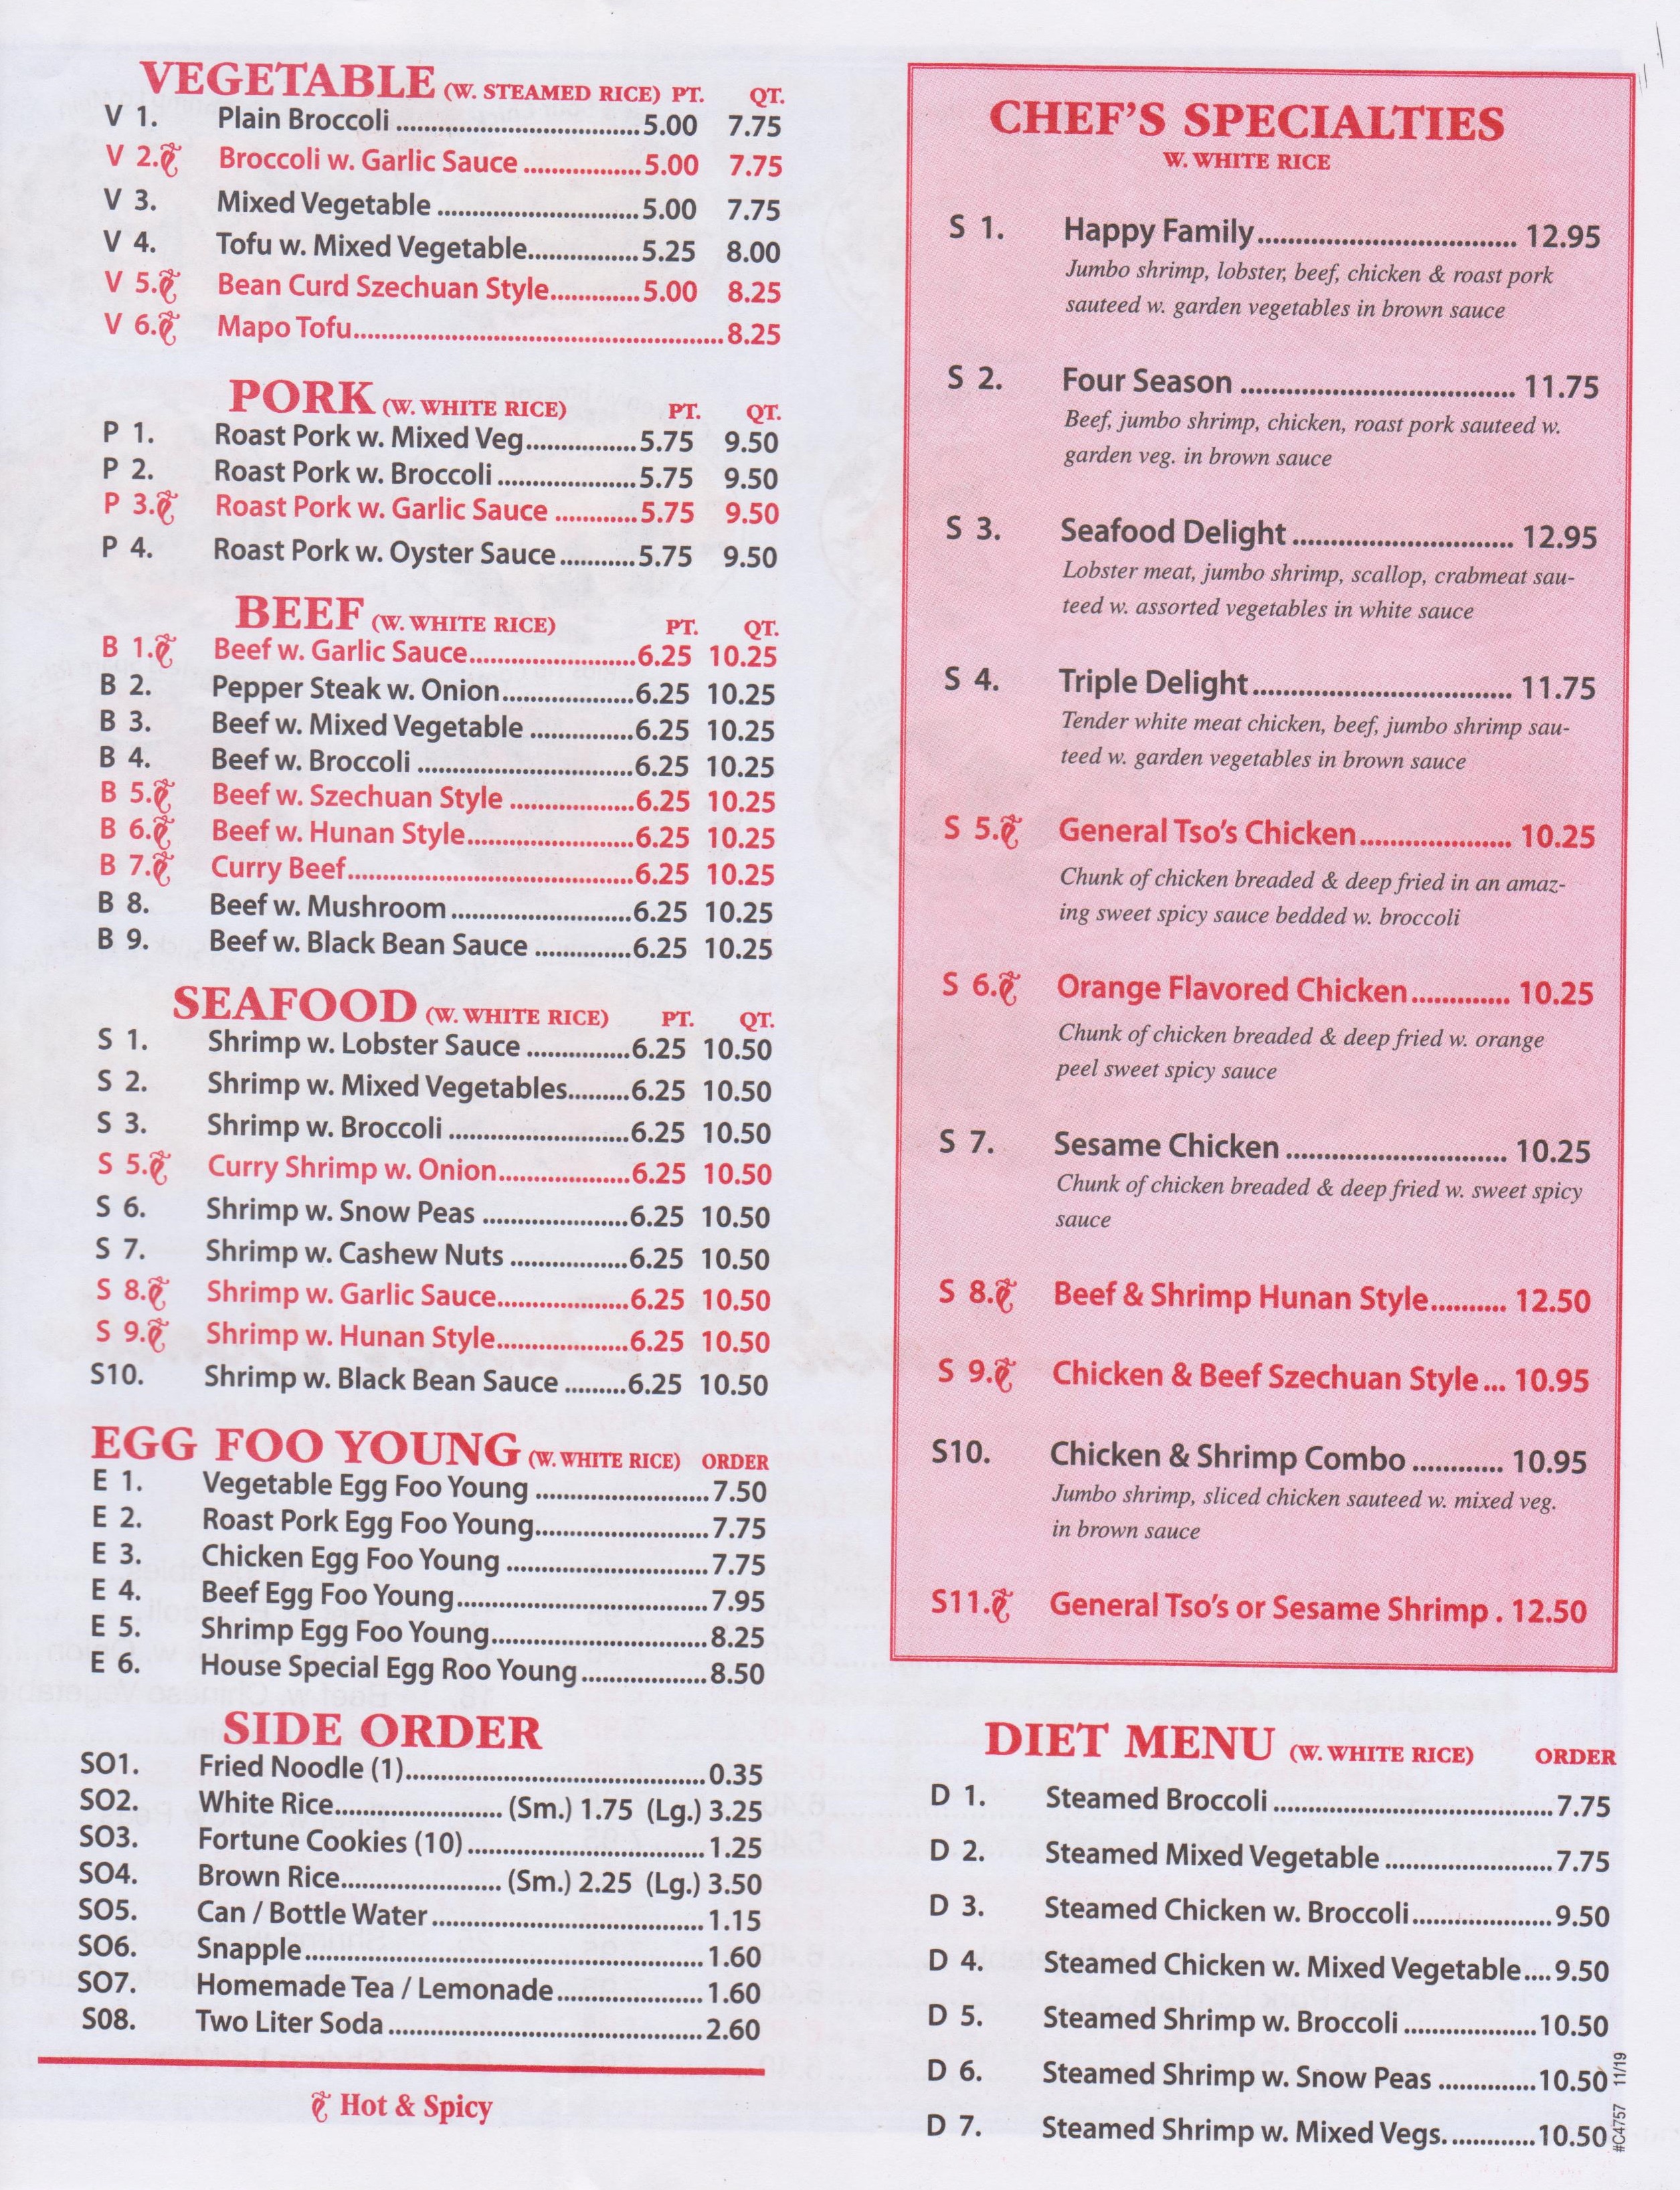 VEGETABLE (W. STEAMED RICE) PT. QT.
V 1. Plain Broccoli ..................................5.00 7.75
V 2. Broccoli w. Garlic Sauce ..................5.00 7.75
V 3. Mixed Vegetable .............................5.00 7.75
V 4. Tofu w. Mixed Vegetable................5.25 8.00
V 5. Bean Curd Szechuan Style.............5.00 8.25
V 6. Mapo Tofu.....................................................8.25
PORK (W. WHITE RICE) PT. QT.
P 1. Roast Pork w. Mixed Veg................5.75 9.50
P 2. Roast Pork w. Broccoli ....................5.75 9.50
P 3. Roast Pork w. Garlic Sauce ............5.75 9.50
P 4. Roast Pork w. Oyster Sauce...........5.75 9.50
BEEF (W. WHITE RICE) PT. QT.
B 1. Beef w. Garlic Sauce........................6.25 10.25
B 2. Pepper Steak w. Onion...................6.25 10.25
B 3. Beef w. Mixed Vegetable ...............6.25 10.25
B 4. Beef w. Broccoli ...............................6.25 10.25
B 5. Beef w. Szechuan Style ..................6.25 10.25
B 6. Beef w. Hunan Style........................6.25 10.25
B 7. Curry Beef.........................................6.25 10.25
B 8. Beef w. Mushroom..........................6.25 10.25
B 9. Beef w. Black Bean Sauce ..............6.25 10.25
SEAFOOD (W. WHITE RICE) PT. QT.
S 1. Shrimp w. Lobster Sauce ...............6.25 10.50
S 2. Shrimp w. Mixed Vegetables.........6.25 10.50
S 3. Shrimp w. Broccoli ..........................6.25 10.50
S 5. Curry Shrimp w. Onion...................6.25 10.50
S 6. Shrimp w. Snow Peas .....................6.25 10.50
S 7. Shrimp w. Cashew Nuts .................6.25 10.50
S 8. Shrimp w. Garlic Sauce...................6.25 10.50
S 9. Shrimp w. Hunan Style...................6.25 10.50
S10. Shrimp w. Black Bean Sauce .........6.25 10.50
EGG FOO YOUNG (W. WHITE RICE) ORDER
E 1. Vegetable Egg Foo Young .........................7.50
E 2. Roast Pork Egg Foo Young.........................7.75
E 3. Chicken Egg Foo Young .............................7.75
E 4. Beef Egg Foo Young....................................7.95
E 5. Shrimp Egg Foo Young...............................8.25
E 6. House Special Egg Roo Young..................8.50
SIDE ORDER
SO1. Fried Noodle (1)...........................................0.35
SO2. White Rice........................ (Sm.) 1.75 (Lg.) 3.25
SO3. Fortune Cookies (10)..................................1.25
SO4. Brown Rice....................... (Sm.) 2.25 (Lg.) 3.50
SO5. Can / Bottle Water.......................................1.15
SO6. Snapple.........................................................1.60
SO7. Homemade Tea / Lemonade.....................1.60
S08. Two Liter Soda.............................................2.60
Hot & Spicy
CHEF'S SPECIALTIES
W. WHITE RICE
S 1. Happy Family.................................. 12.95
Jumbo shrimp, lobster, beef, chicken & roast pork
sauteed w. garden vegetables in brown sauce
S 2. Four Season .................................... 11.75
Beef, jumbo shrimp, chicken, roast pork sauteed w.
garden veg. in brown sauce
S 3. Seafood Delight............................. 12.95
Lobster meat, jumbo shrimp, scallop, crabmeat sau-
teed w. assorted vegetables in white sauce
S 4. Triple Delight.................................. 11.75
Tender white meat chicken, beef, jumbo shrimp sau-
teed w. garden vegetables in brown sauce
S 5. General Tso's Chicken.................... 10.25
Chunk of chicken breaded & deep fried in an amaz-
ing sweet spicy sauce bedded w. broccoli
S 6. Orange Flavored Chicken............. 10.25
Chunk of chicken breaded & deep fried w. orange
peel sweet spicy sauce
S 7. Sesame Chicken ............................. 10.25
Chunk of chicken breaded & deep fried w. sweet spicy
sauce
S 8. Beef & Shrimp Hunan Style.......... 12.50
S 9. Chicken & Beef Szechuan Style... 10.95
S10. Chicken & Shrimp Combo ............ 10.95
Jumbo shrimp, sliced chicken sauteed w. mixed veg.
in brown sauce
S11. General Tso's or Sesame Shrimp . 12.50
DIET MENU (W. WHITE RICE) ORDER
D 1. Steamed Broccoli ........................................7.75
D 2. Steamed Mixed Vegetable ........................7.75
D 3. Steamed Chicken w. Broccoli....................9.50
D 4. Steamed Chicken w. Mixed Vegetable....9.50
D 5. Steamed Shrimp w. Broccoli...................10.50
D 6. Steamed Shrimp w. Snow Peas ..............10.50
D 7. Steamed Shrimp w. Mixed Vegs.............10.50
#C4757 11/19